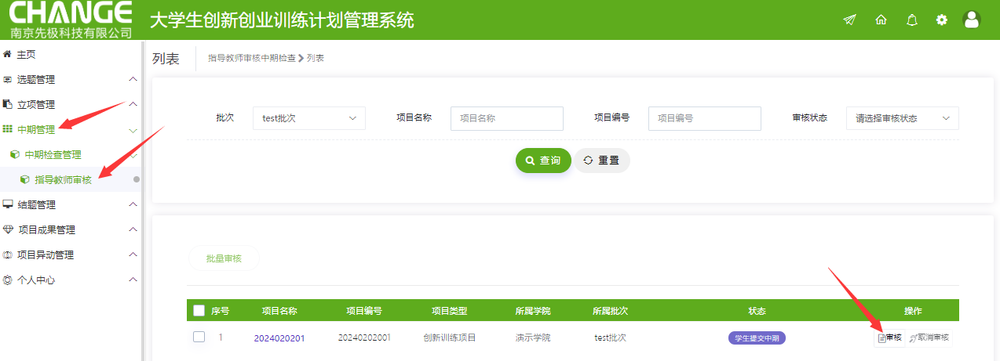 CHANGE
南京先极科技有限公司
大学生创新创业训练计划管理系统
主页
选题管理
立项管理
中期管理
中期检查管理
指导教师审核
结题管理
项目成果管理
项目异动管理
个人中心
列表 指导教师审核中期检查 列表
批次 test批次 项目名称 项目名称 项目编号 项目编号 审核状态 请选择审核状态
查询 重置
批量审核
序号 项目名称 项目编号 项目类型 所属学院 所属批次 状态 操作
1 2024020201 20240202001 创新训练项目 演示学院 test批次 学生提交中期 审核 取消审核